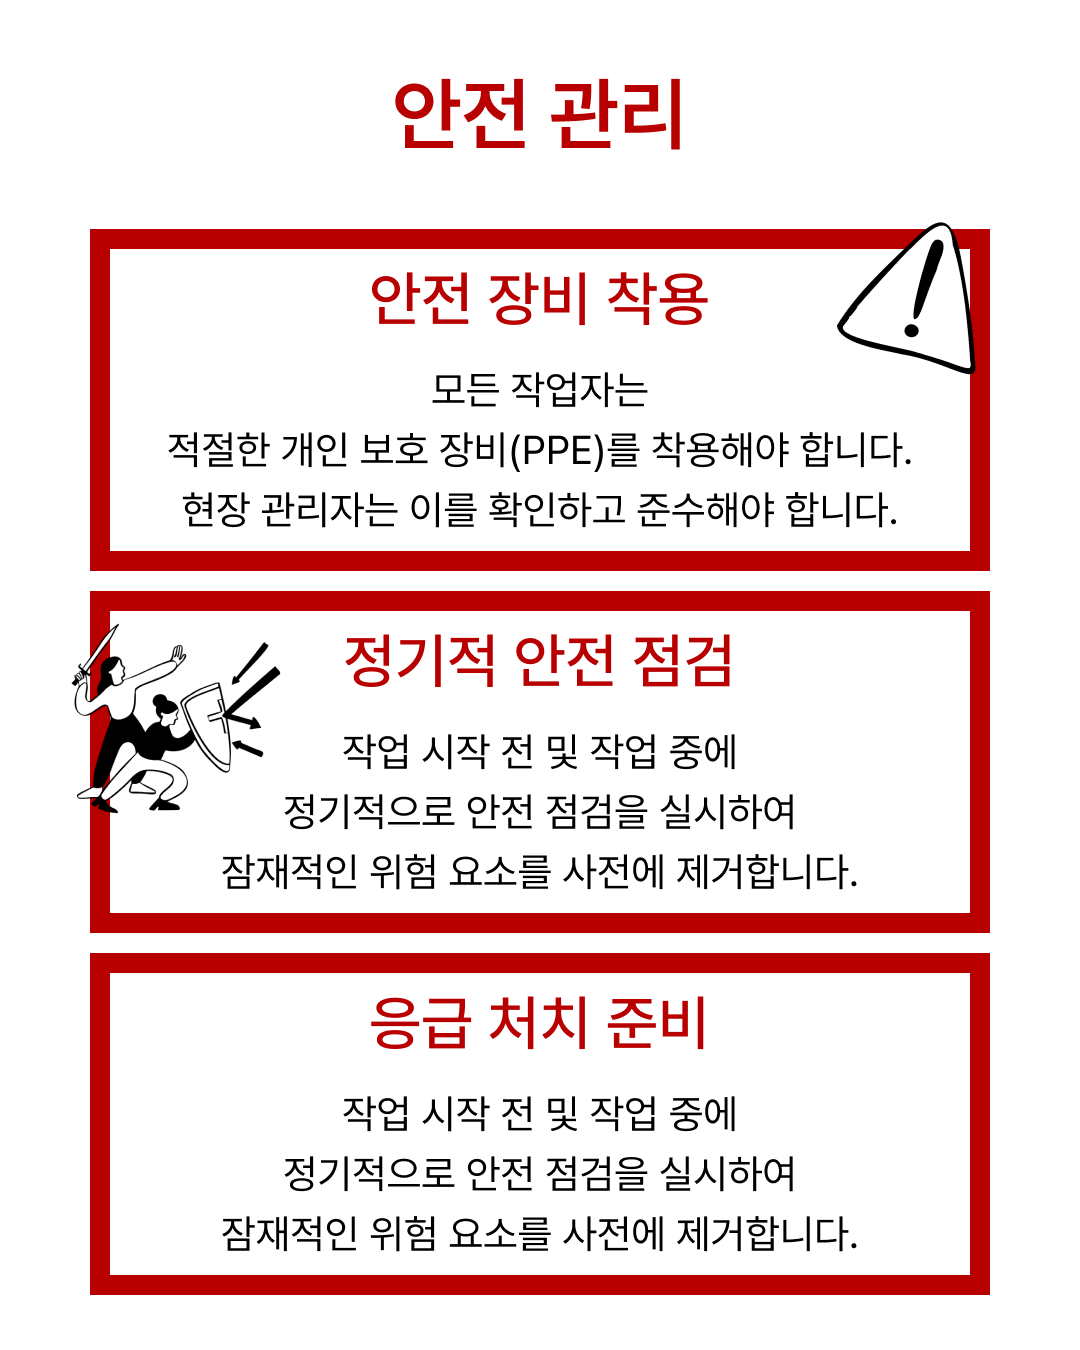 안전 관리
안전 장비 착용
모든 작업자는
적절한 개인 보호 장비(PPE)를 착용해야 합니다.
현장 관리자는 이를 확인하고 준수해야 합니다.
정기적 안전 점검
작업 시작 전 및 작업 중에
정기적으로 안전 점검을 실시하여
잠재적인 위험 요소를 사전에 제거합니다.
응급 처치 준비
작업 시작 전 및 작업 중에
정기적으로 안전 점검을 실시하여
잠재적인 위험 요소를 사전에 제거합니다.